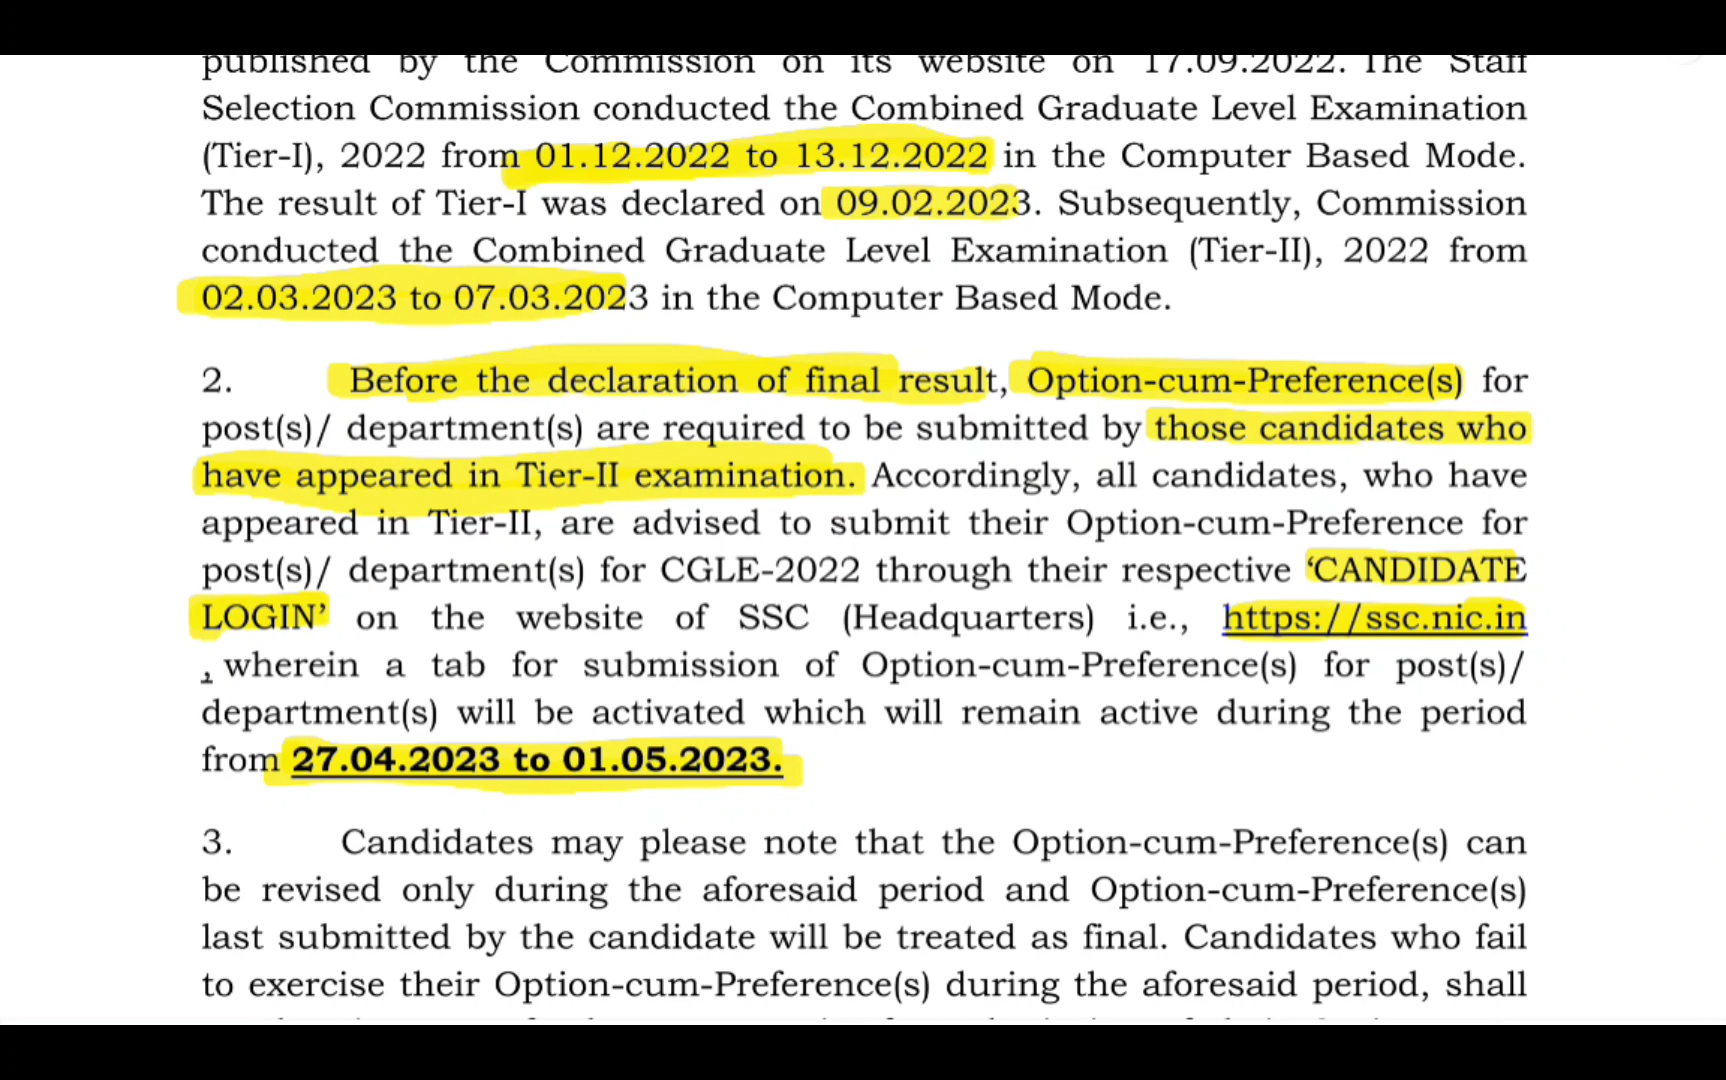 published by the Commission on its website on 17.09.2022. The Staff
Selection Commission conducted the Combined Graduate Level Examination
(Tier-I), 2022 from 01.12.2022 to 13.12.2022 in the Computer Based Mode.
The result of Tier-I was declared on 09.02.2023. Subsequently, Commission
conducted the Combined Graduate Level Examination (Tier-II), 2022 from
02.03.2023 to 07.03.2023 in the Computer Based Mode.
2. Before the declaration of final result, Option-cum-Preference(s) for
post(s)/ department(s) are required to be submitted by those candidates who
have appeared in Tier-II examination. Accordingly, all candidates, who have
appeared in Tier-II, are advised to submit their Option-cum-Preference for
post(s)/ department(s) for CGLE-2022 through their respective ‘CANDIDATE
LOGIN’ on the website of SSC (Headquarters) i.e., https://ssc.nic.in
, wherein a tab for submission of Option-cum-Preference(s) for post(s)/
department(s) will be activated which will remain active during the period
from 27.04.2023 to 01.05.2023.
3. Candidates may please note that the Option-cum-Preference(s) can
be revised only during the aforesaid period and Option-cum-Preference(s)
last submitted by the candidate will be treated as final. Candidates who fail
to exercise their Option-cum-Preference(s) during the aforesaid period, shall